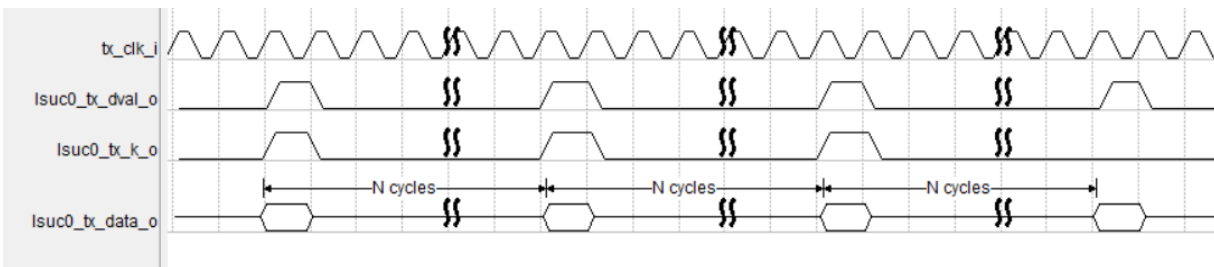 tx_clk_i
lsuc0_tx_dval_o
lsuc0_tx_k_o
N cycles N cycles N cycles
lsuc0_tx_data_o